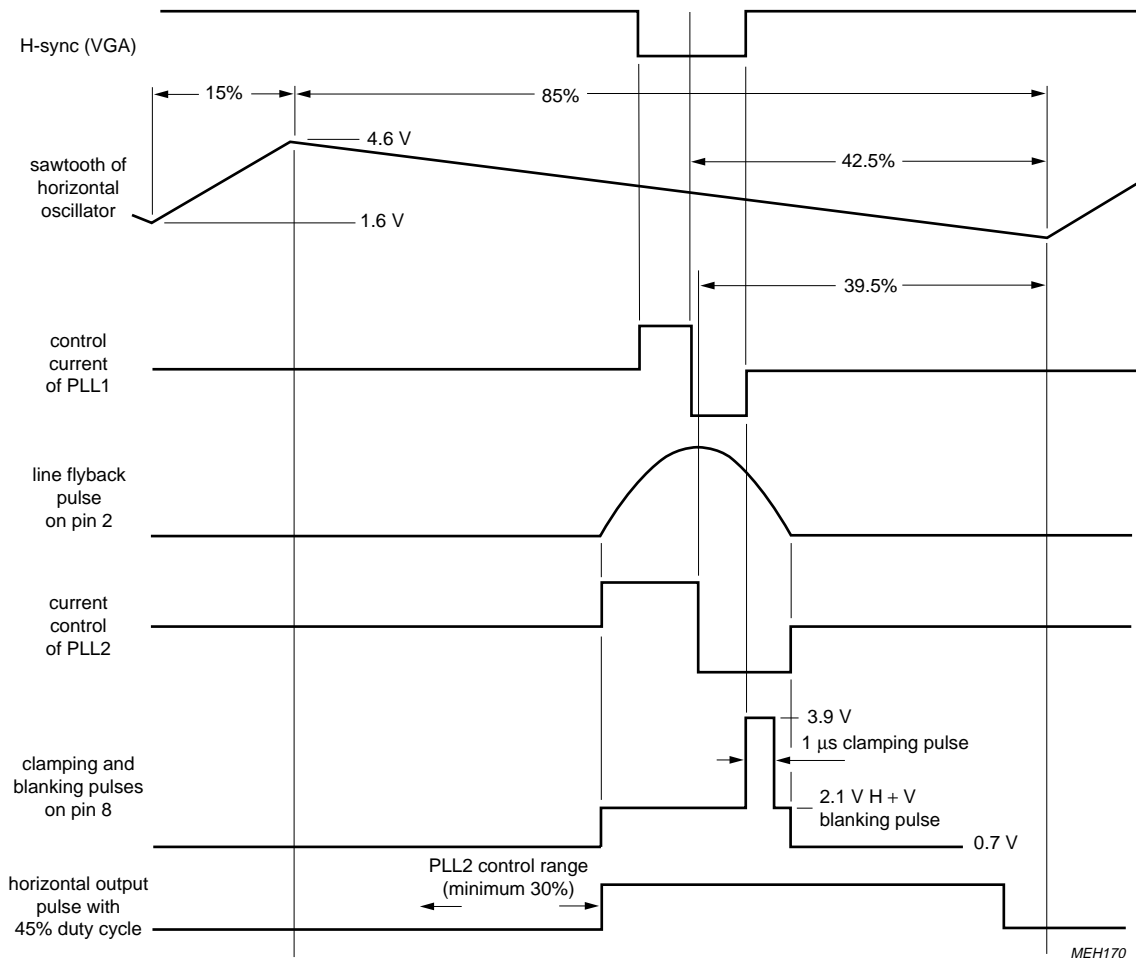 H-sync (VGA)
15%
85%
4.6 V
42.5%
sawtooth of
horizontal
oscillator
1.6 V
39.5%
control
current
of PLL1
line flyback
pulse
on pin 2
current
control
of PLL2
3.9 V
1 μs clamping pulse
clamping and
blanking pulses
on pin 8
2.1 V H + V
blanking pulse
0.7 V
PLL2 control range
(minimum 30%)
horizontal output
pulse with
45% duty cycle
MEH170